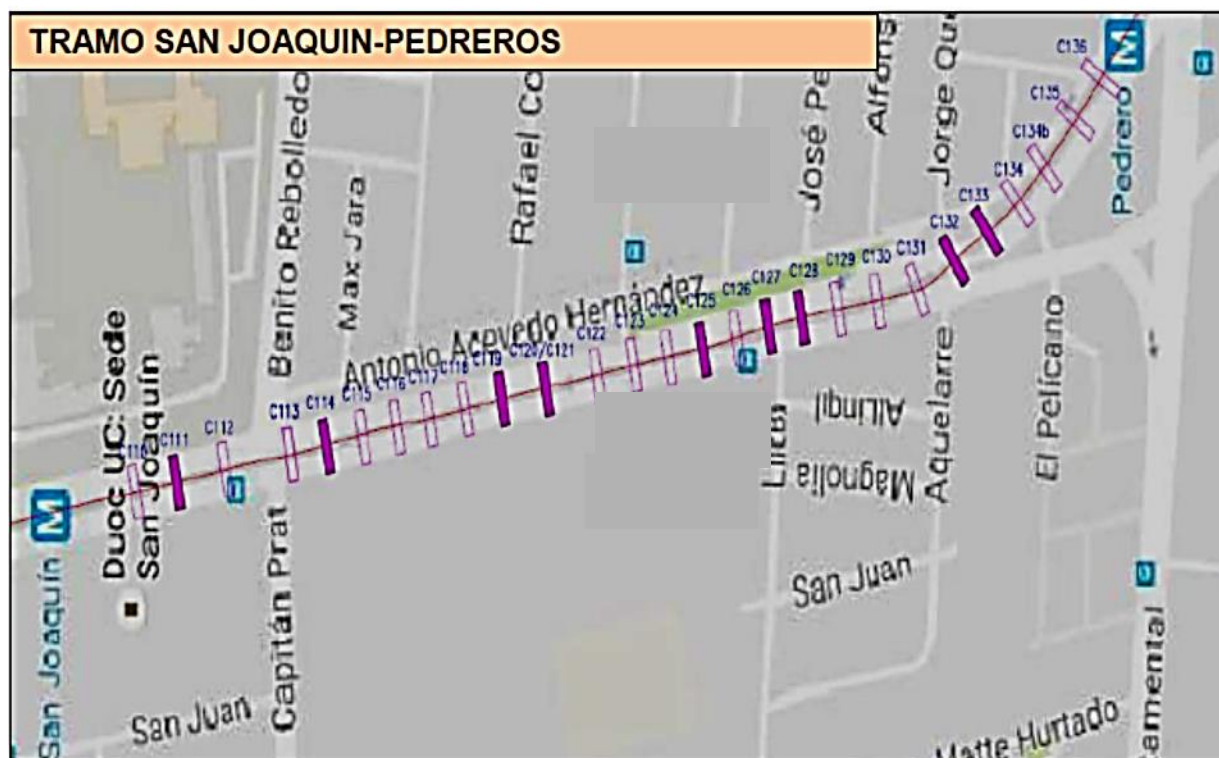 TRAMO SAN JOAQUIN-PEDREROS
Benito Rebolledo
Max Jara
Rafael Co
José Pe
Alfons
Jorge Qu
M
Pedrero
C136
C135
C134b
C134
C133
C132
C131
C130
C129
C128
C127
C126
C125
C124
C123
C122
C120/C121
C119
C118
C117
C116
C115
C114
C113
C112
C111
C110
Antonio Acevedo Hernández
Duoc UC: Sede
San Joaquín
M
San Joaquín
Capitán Prat
San Juan
Magnolia
Aquelarre
El Pelícano
San Juan
Matte Hurtado
amental